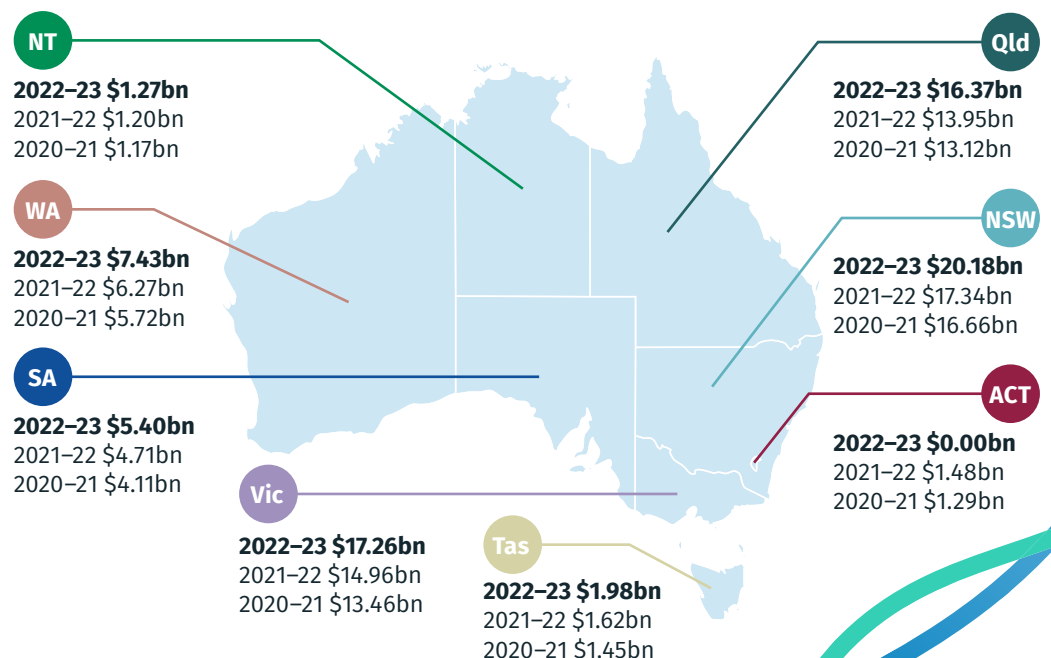 NT
2022–23 $1.27bn
2021–22 $1.20bn
2020–21 $1.17bn
WA
2022–23 $7.43bn
2021–22 $6.27bn
2020–21 $5.72bn
SA
2022–23 $5.40bn
2021–22 $4.71bn
2020–21 $4.11bn
Vic
2022–23 $17.26bn
2021–22 $14.96bn
2020–21 $13.46bn
Tas
2022–23 $1.98bn
2021–22 $1.62bn
2020–21 $1.45bn
Qld
2022–23 $16.37bn
2021–22 $13.95bn
2020–21 $13.12bn
NSW
2022–23 $20.18bn
2021–22 $17.34bn
2020–21 $16.66bn
ACT
2022–23 $0.00bn
2021–22 $1.48bn
2020–21 $1.29bn